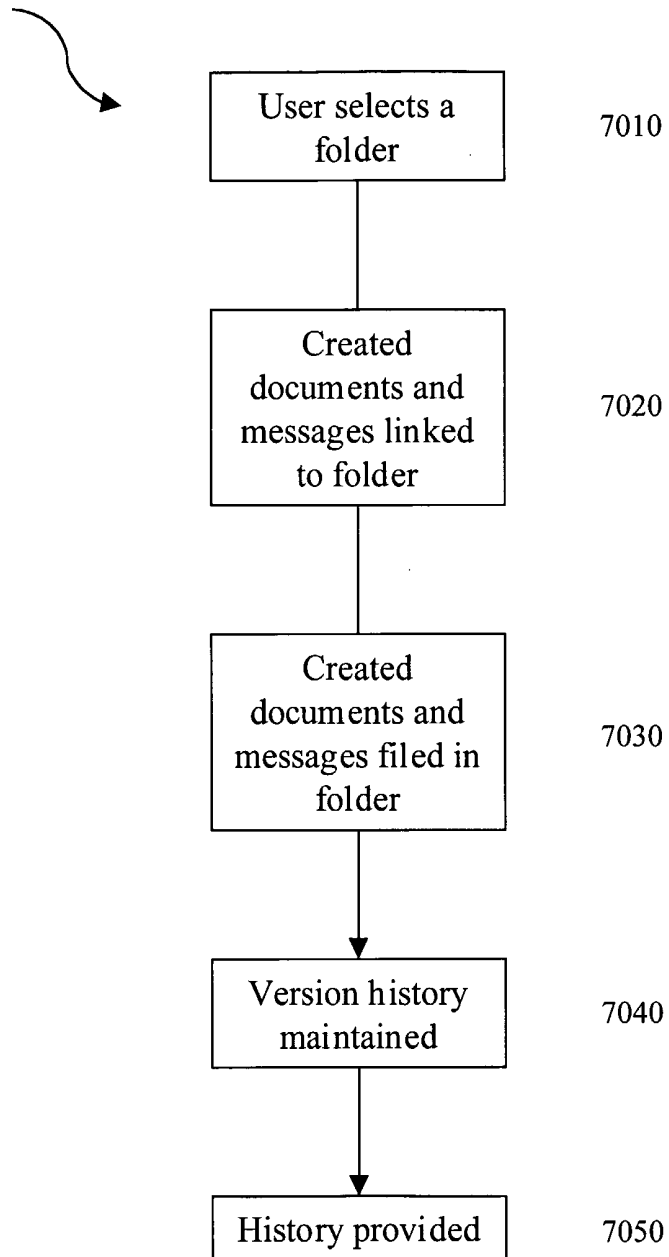 User selects a
folder
7010
Created
documents and
messages linked
to folder
7020
Created
documents and
messages filed in
folder
7030
Version history
maintained
7040
History provided
7050